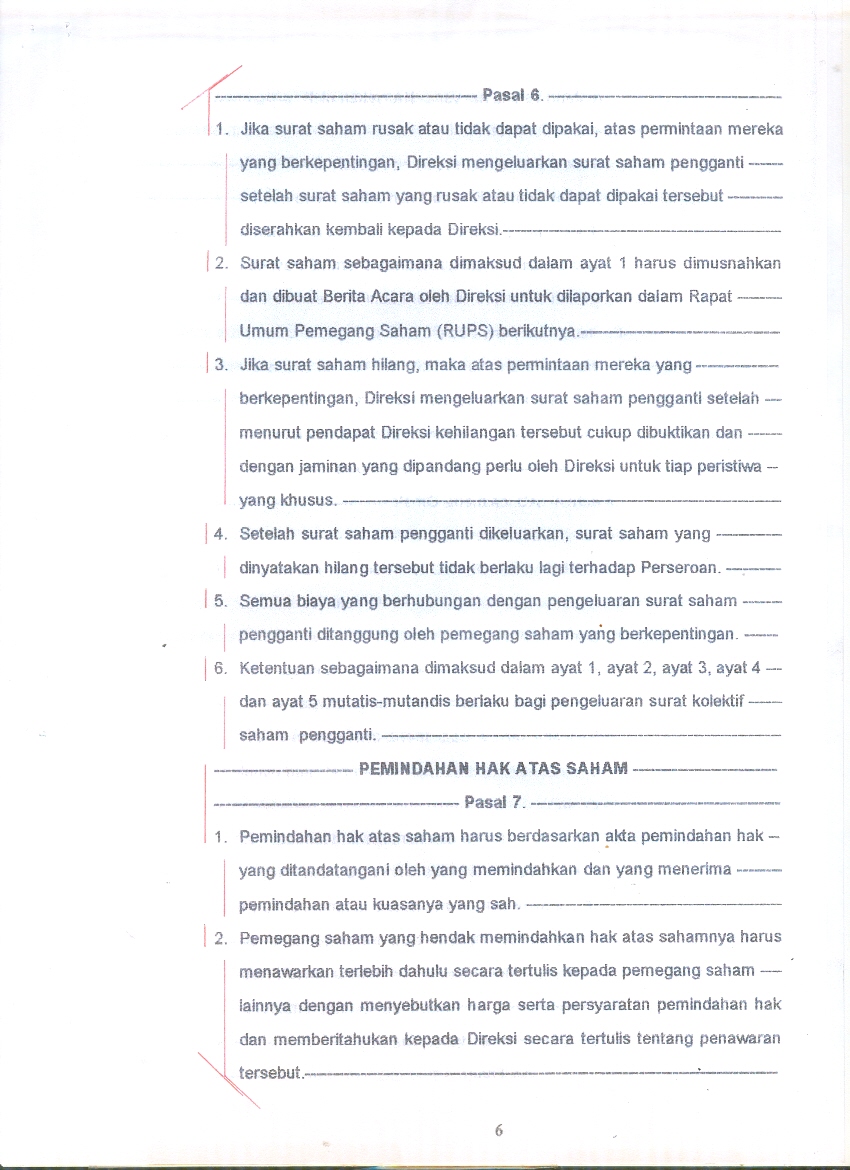 Pasal 6.
1. Jika surat saham rusak atau tidak dapat dipakai, atas permintaan mereka
yang berkepentingan, Direksi mengeluarkan surat saham pengganti
setelah surat saham yang rusak atau tidak dapat dipakai tersebut
diserahkan kembali kepada Direksi.
2. Surat saham sebagaimana dimaksud dalam ayat 1 harus dimusnahkan
dan dibuat Berita Acara oleh Direksi untuk dilaporkan dalam Rapat
Umum Pemegang Saham (RUPS) berikutnya.
3. Jika surat saham hilang, maka atas permintaan mereka yang
berkepentingan, Direksi mengeluarkan surat saham pengganti setelah
menurut pendapat Direksi kehilangan tersebut cukup dibuktikan dan
dengan jaminan yang dipandang perlu oleh Direksi untuk tiap peristiwa
yang khusus.
4. Setelah surat saham pengganti dikeluarkan, surat saham yang
dinyatakan hilang tersebut tidak berlaku lagi terhadap Perseroan.
5. Semua biaya yang berhubungan dengan pengeluaran surat saham
pengganti ditanggung oleh pemegang saham yang berkepentingan.
6. Ketentuan sebagaimana dimaksud dalam ayat 1, ayat 2, ayat 3, ayat 4
dan ayat 5 mutatis-mutandis berlaku bagi pengeluaran surat kolektif
saham pengganti.
PEMINDAHAN HAK ATAS SAHAM
Pasal 7.
1. Pemindahan hak atas saham harus berdasarkan akta pemindahan hak
yang ditandatangani oleh yang memindahkan dan yang menerima
pemindahan atau kuasanya yang sah.
2. Pemegang saham yang hendak memindahkan hak atas sahamnya harus
menawarkan terlebih dahulu secara tertulis kepada pemegang saham
lainnya dengan menyebutkan harga serta persyaratan pemindahan hak
dan memberitahukan kepada Direksi secara tertulis tentang penawaran
tersebut.
6